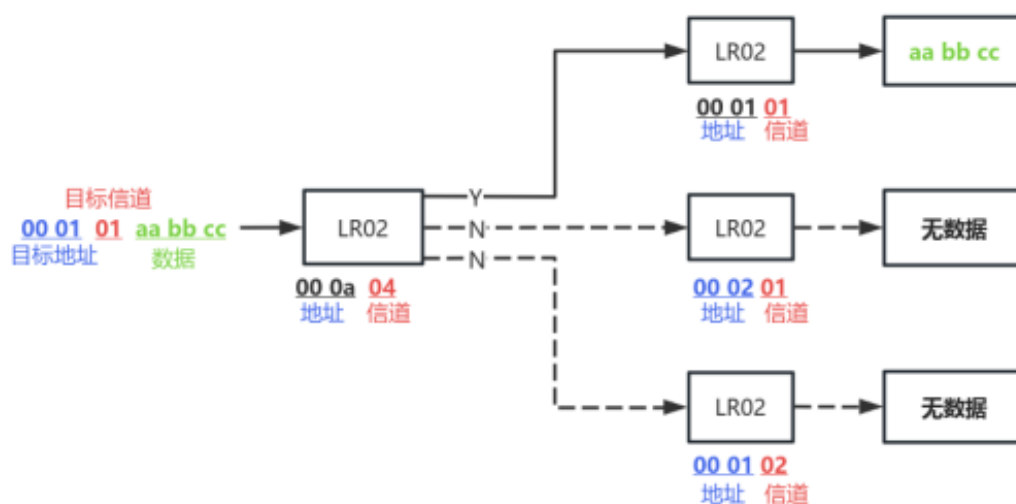 LR02
aa bb cc
00 01 01
地址 信道
目标信道
00 01 01 aa bb cc
目标地址 数据
LR02
00 0a 04
地址 信道
Y
N
N
LR02
无数据
00 02 01
地址 信道
LR02
无数据
00 01 02
地址 信道